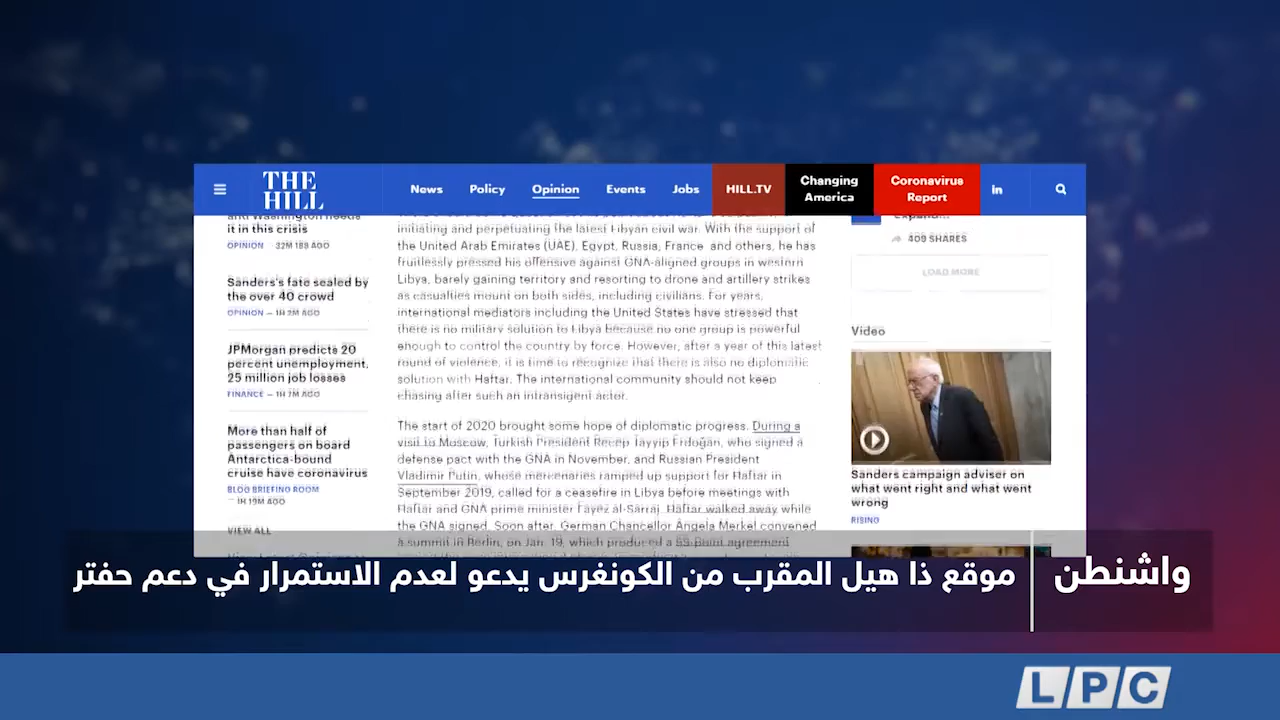 THE
HILL
News Policy Opinion Events Jobs HILL.TV
Changing
America
Coronavirus
Report
in
it in this crisis
OPINION 32M 18S AGO
Sanders's fate sealed by
the over 40 crowd
OPINION — 1H 2M AGO
JPMorgan predicts 20
percent unemployment,
25 million job losses
FINANCE — 1H 7M AGO
More than half of
passengers on board
Antarctica-bound
cruise have coronavirus
BLOG BRIEFING ROOM
— 1H 19M AGO
VIEW ALL
initiating and perpetuating the latest Libyan civil war. With the support of
the United Arab Emirates (UAE), Egypt, Russia, France and others, he has
fruitlessly pressed his offensive against GNA-aligned groups in western
Libya, barely gaining territory and resorting to drone and artillery strikes
as casualties mount on both sides, including civilians. For years,
international mediators including the United States have stressed that
there is no military solution to Libya because no one group is powerful
enough to control the country by force. However, after a year of this latest
round of violence, it is time to recognize that there is also no diplomatic
solution with Haftar. The international community should not keep
chasing after such an intransigent actor.
The start of 2020 brought some hope of diplomatic progress. During a
visit to Moscow, Turkish President Recep Tayyip Erdoğan, who signed a
defense pact with the GNA in November, and Russian President
Vladimir Putin, whose mercenaries ramped up support for Haftar in
September 2019, called for a ceasefire in Libya before meetings with
Haftar and GNA prime minister Fayez al-Sarraj. Haftar walked away while
the GNA signed. Soon after, German Chancellor Angela Merkel convened
a summit in Berlin, on Jan. 19, which produced a 55-point agreement
409 SHARES
LOAD MORE
Video
Sanders campaign adviser on
what went right and what went
wrong
RISING
واشنطن
موقع ذا هيل المقرب من الكونغرس يدعو لعدم الاستمرار في دعم حفتر
LPC